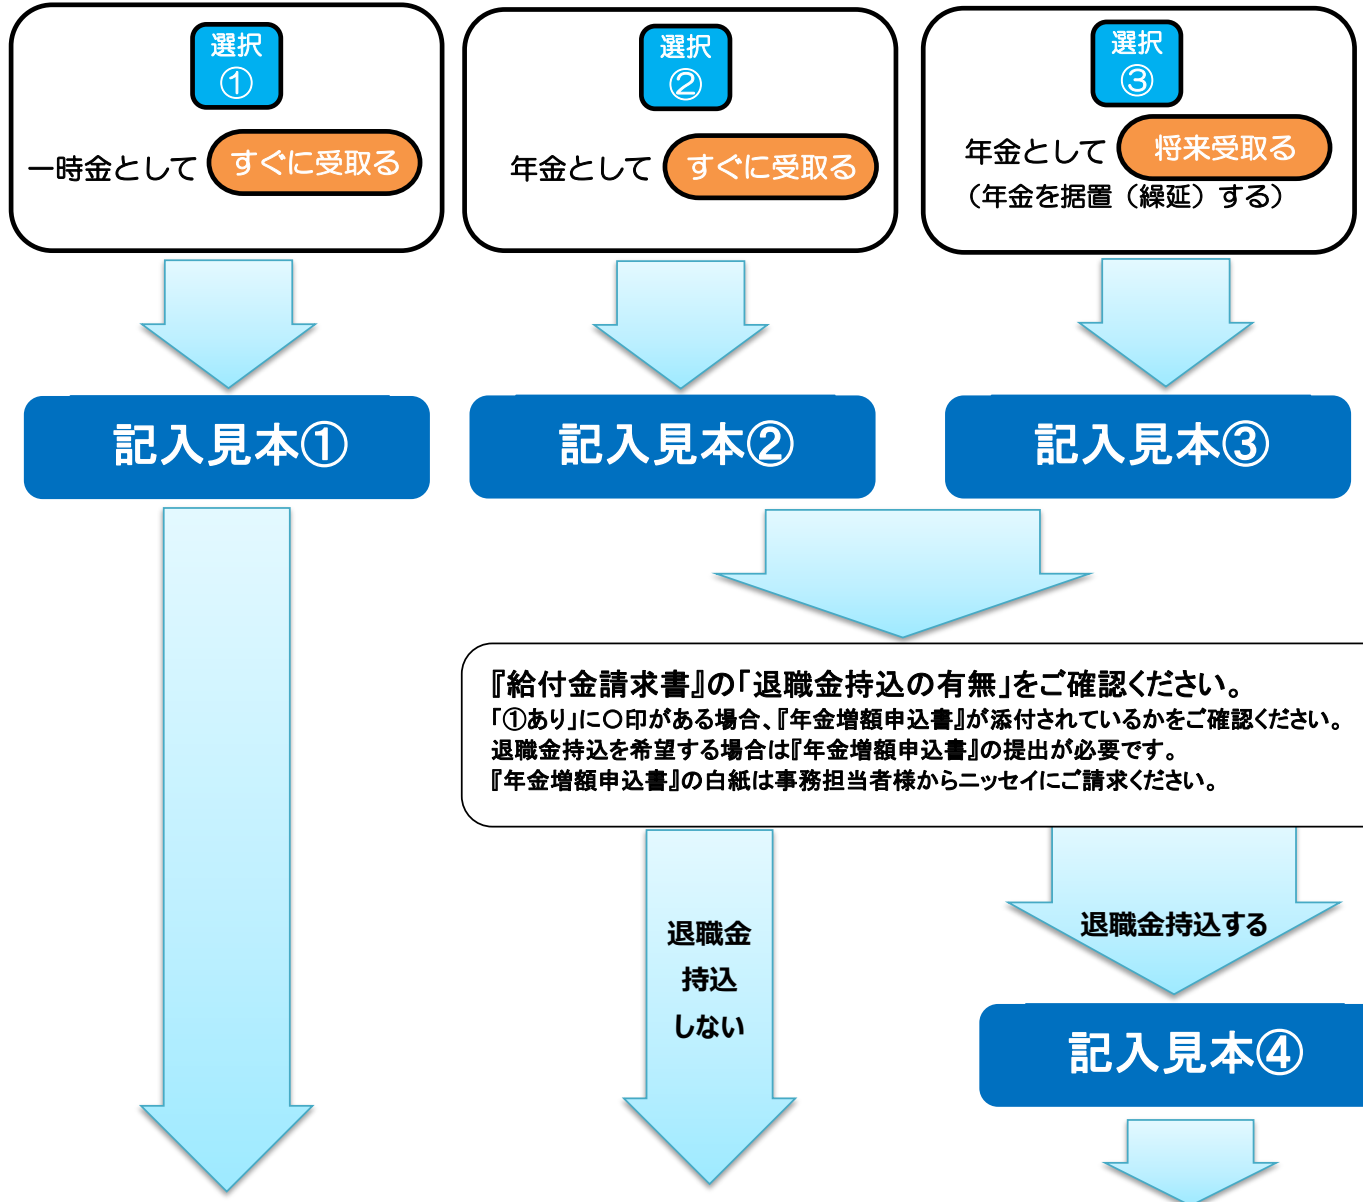 選択
①
一時金として すぐに受取る
選択
②
年金として すぐに受取る
選択
③
年金として 将来受取る
（年金を据置（繰延）する）
記入見本①
記入見本②
記入見本③
『給付金請求書』の「退職金持込の有無」をご確認ください。
「①あり」に○印がある場合、『年金増額申込書』が添付されているかをご確認ください。
退職金持込を希望する場合は『年金増額申込書』の提出が必要です。
『年金増額申込書』の白紙は事務担当者様からニッセイにご請求ください。
退職金
持込
しない
退職金持込する
記入見本④